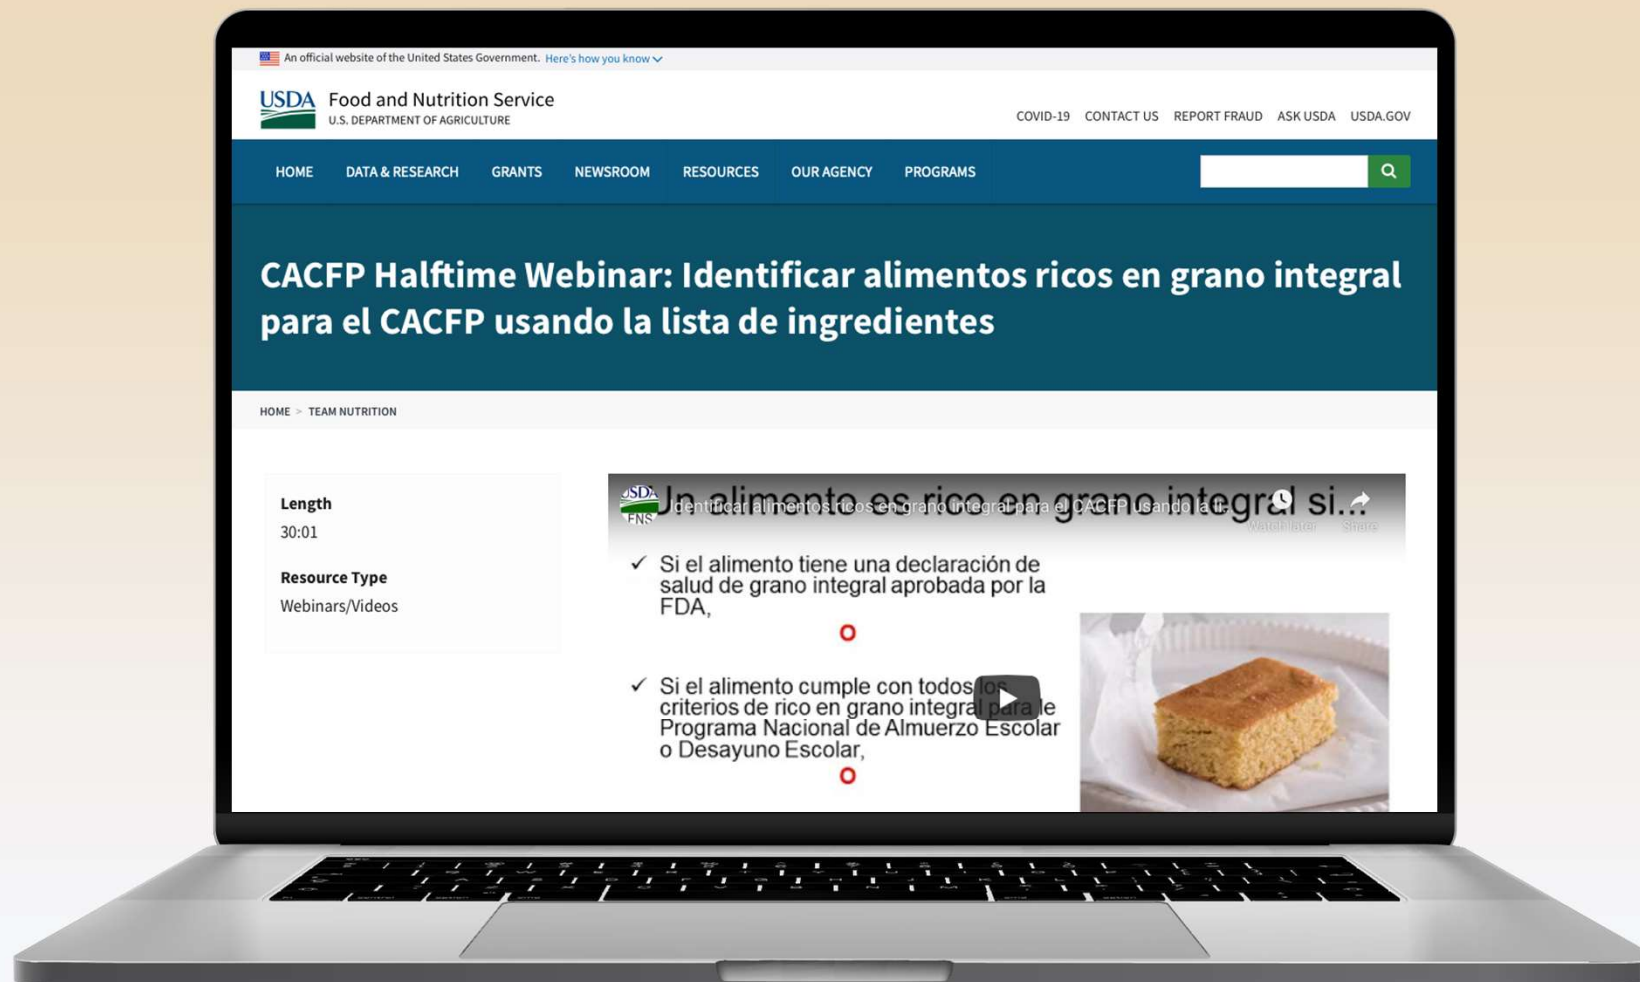 An official website of the United States Government. Here's how you know
USDA
Food and Nutrition Service
U.S. DEPARTMENT OF AGRICULTURE
COVID-19 CONTACT US REPORT FRAUD ASK USDA USDA.GOV
HOME DATA & RESEARCH GRANTS NEWSROOM RESOURCES OUR AGENCY PROGRAMS
CACFP Halftime Webinar: Identificar alimentos ricos en grano integral
para el CACFP usando la lista de ingredientes
HOME > TEAM NUTRITION
Length
30:01
Resource Type
Webinars/Videos
USDA
FNS
Un alimento es rico en grano integral si...
Identificar alimentos ricos en grano integral para el CACFP usando la li...
Watch later Share
✓ Si el alimento tiene una declaración de
salud de grano integral aprobada por la
FDA,
O
✓ Si el alimento cumple con todos los
criterios de rico en grano integral para le
Programa Nacional de Almuerzo Escolar
o Desayuno Escolar,
O